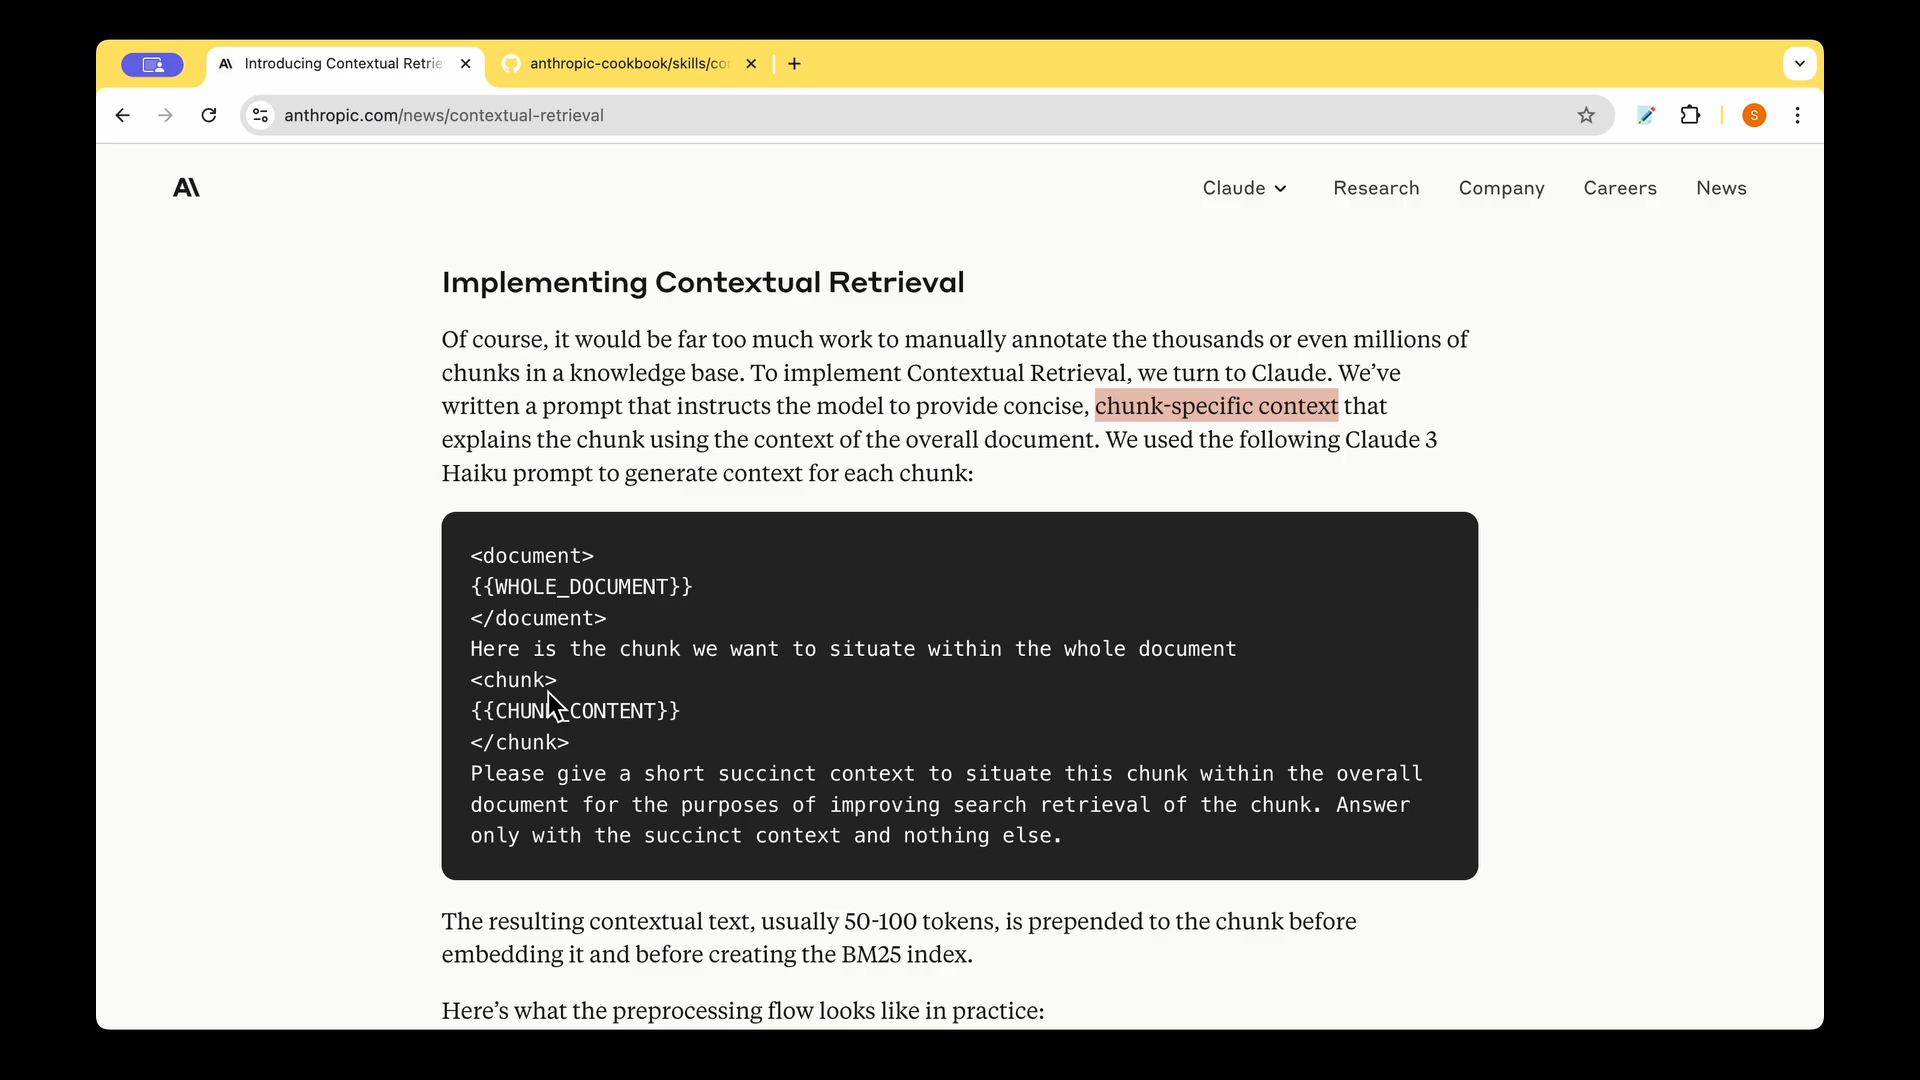 Introducing Contextual Retrie
anthropic-cookbook/skills/co
anthropic.com/news/contextual-retrieval
S
A\
Claude
Research
Company
Careers
News
Implementing Contextual Retrieval
Of course, it would be far too much work to manually annotate the thousands or even millions of
chunks in a knowledge base. To implement Contextual Retrieval, we turn to Claude. We’ve
written a prompt that instructs the model to provide concise, chunk-specific context that
explains the chunk using the context of the overall document. We used the following Claude 3
Haiku prompt to generate context for each chunk:
<document>
{{WHOLE_DOCUMENT}}
</document>
Here is the chunk we want to situate within the whole document
<chunk>
{{CHUNK_CONTENT}}
</chunk>
Please give a short succinct context to situate this chunk within the overall
document for the purposes of improving search retrieval of the chunk. Answer
only with the succinct context and nothing else.
The resulting contextual text, usually 50-100 tokens, is prepended to the chunk before
embedding it and before creating the BM25 index.
Here’s what the preprocessing flow looks like in practice: